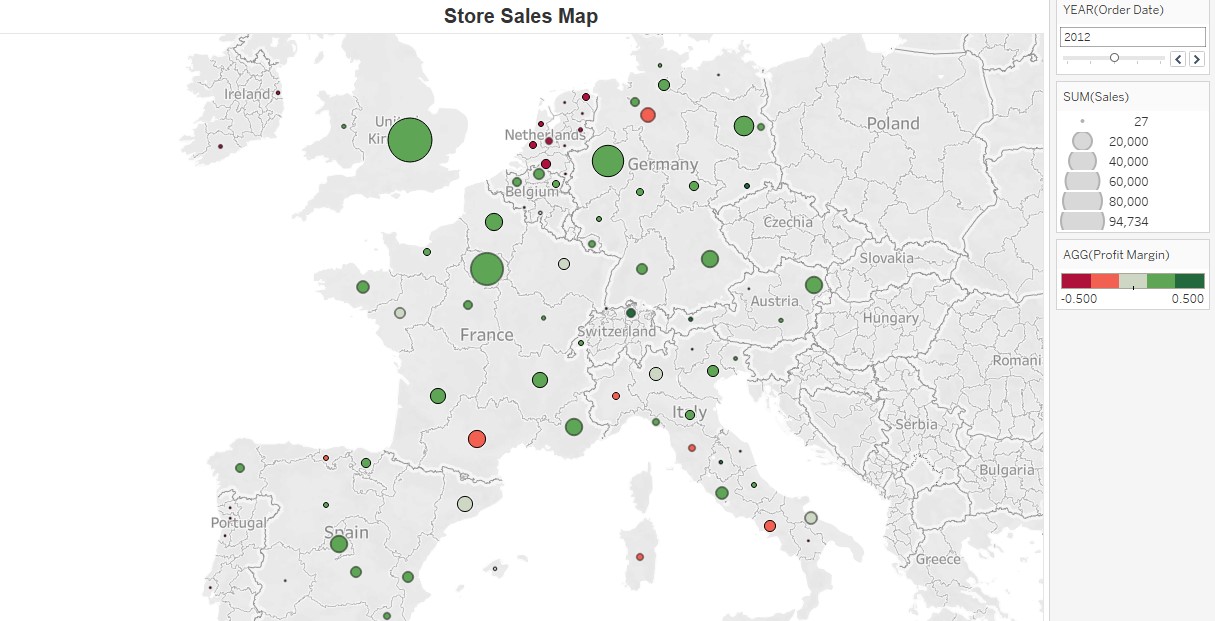 Store Sales Map
YEAR(Order Date)
2012
SUM(Sales)
27
20,000
40,000
60,000
80,000
94,734
AGG(Profit Margin)
-0.500
0.500
Ireland
Netherlands
Poland
Germany
Belgium
Czechia
Slovakia
Austria
Hungary
France
Switzerland
Romani
Italy
Serbia
Bulgaria
Portugal
Spain
Greece